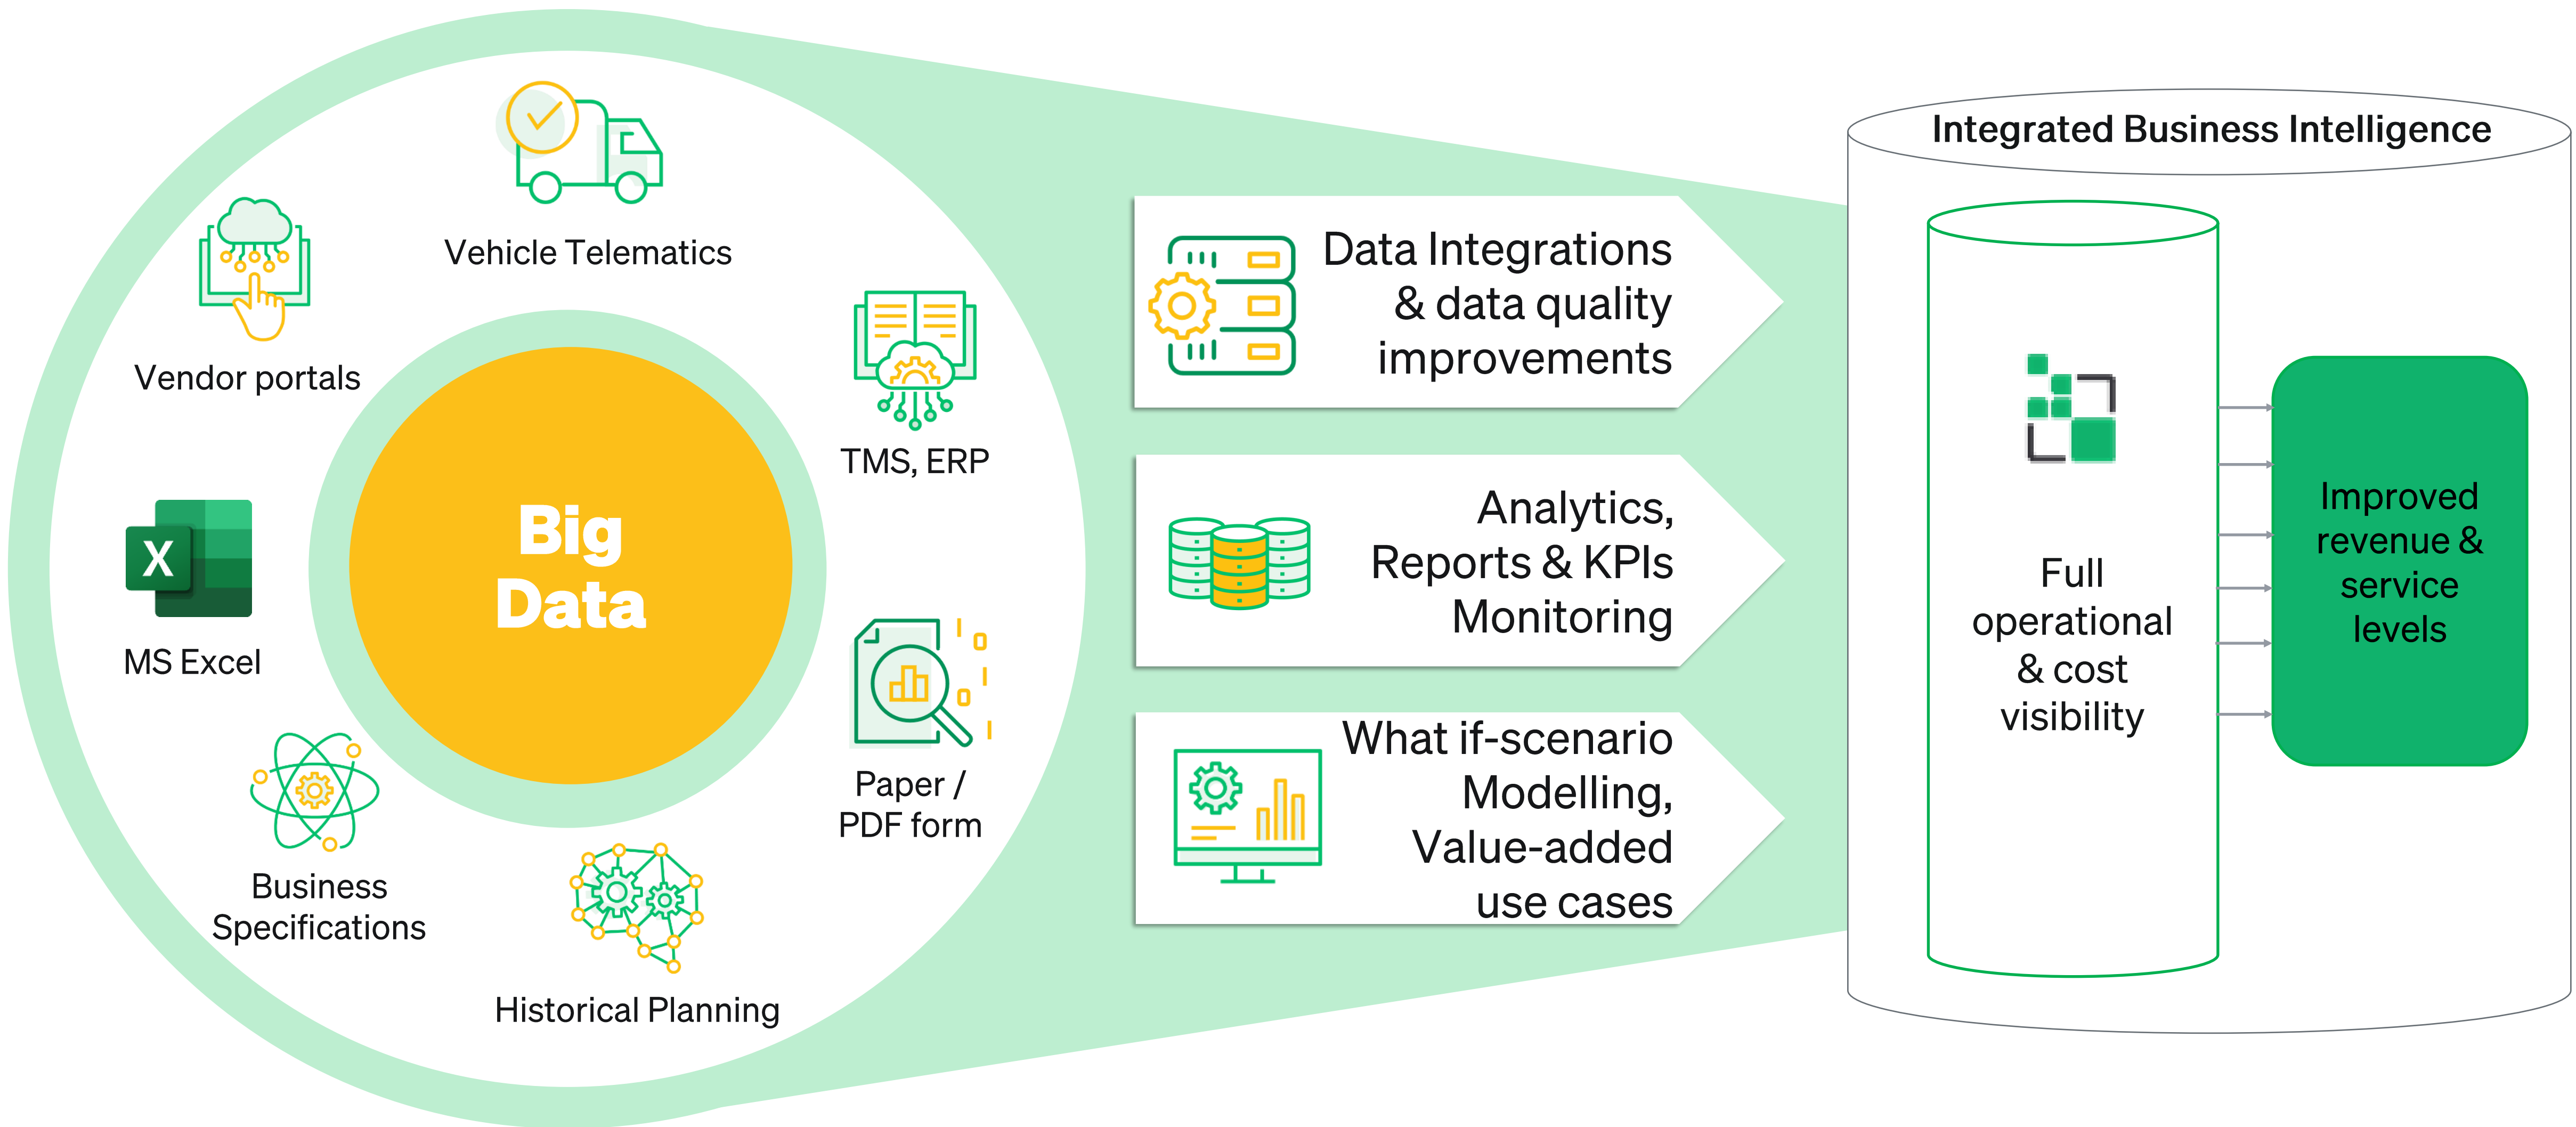 Vehicle Telematics
Vendor portals
TMS, ERP
X
MS Excel
Big
Data
Paper /
PDF form
Business
Specifications
Historical Planning
Data Integrations
& data quality
improvements
Analytics,
Reports & KPIs
Monitoring
What if-scenario
Modelling,
Value-added
use cases
Integrated Business Intelligence
Full
operational
& cost
visibility
Improved
revenue &
service
levels